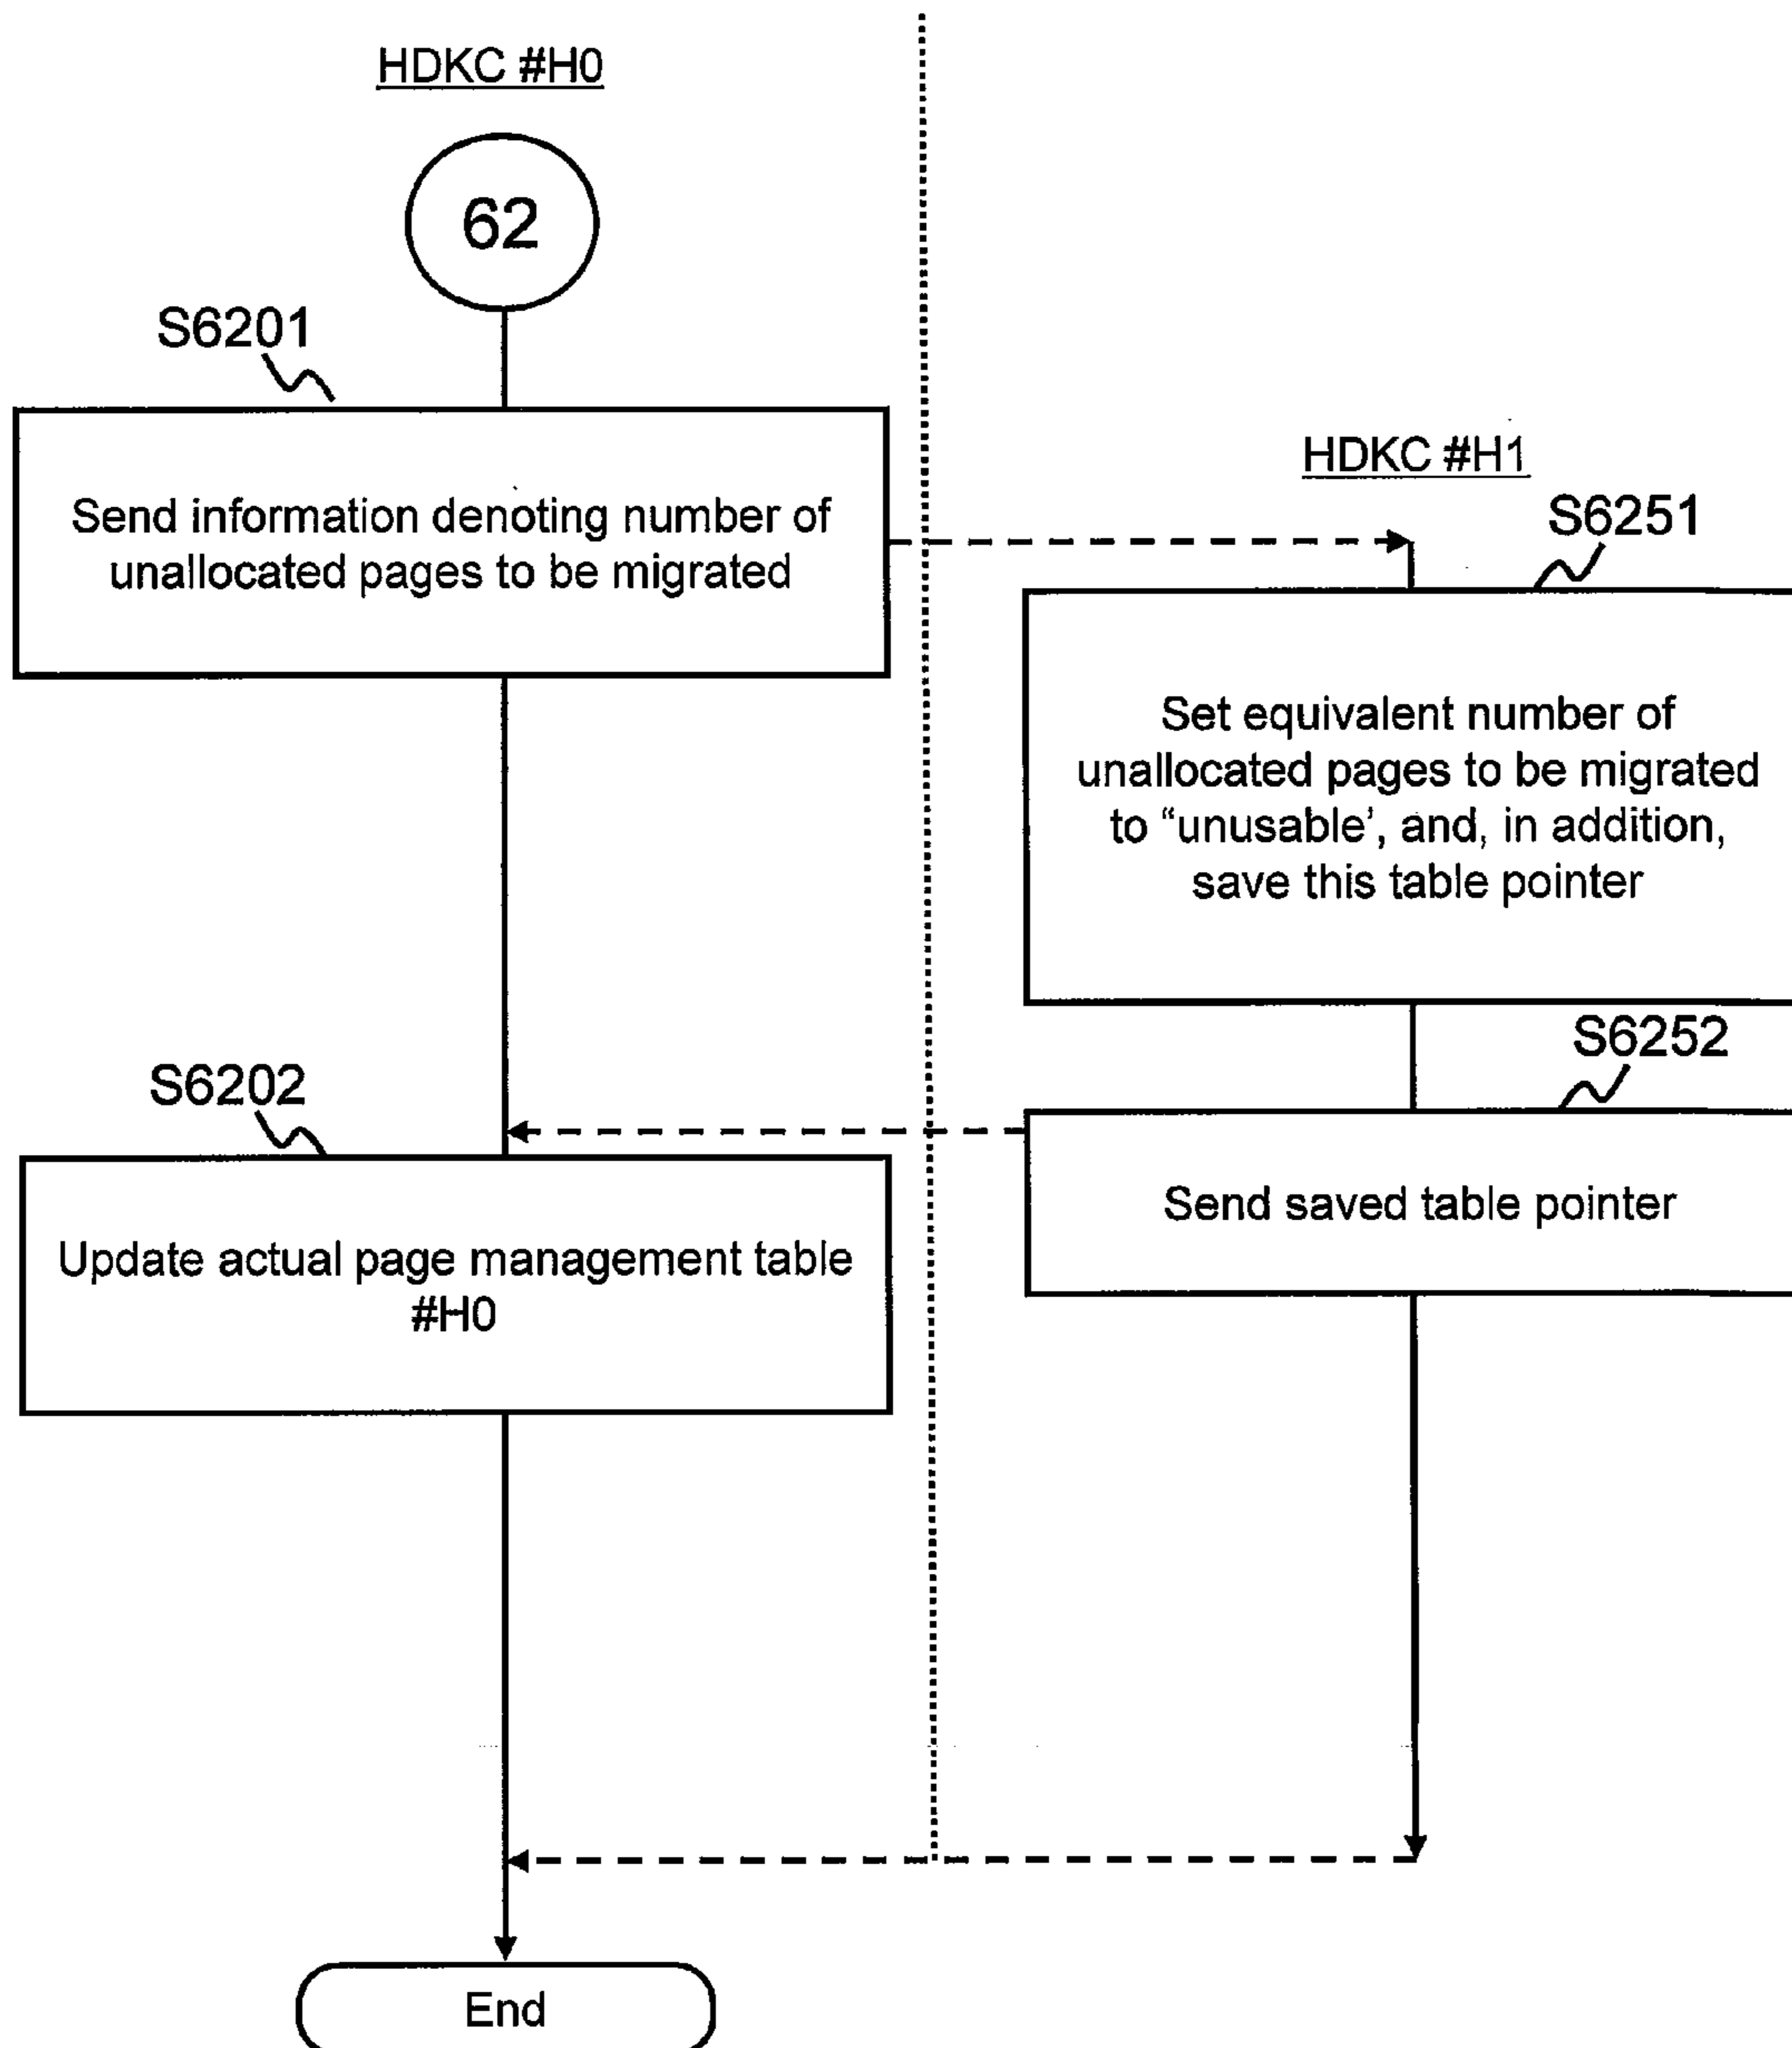 HDKC #H0
62
S6201
Send information denoting number of
unallocated pages to be migrated
HDKC #H1
S6251
Set equivalent number of
unallocated pages to be migrated
to “unusable’, and, in addition,
save this table pointer
S6252
Send saved table pointer
S6202
Update actual page management table
#H0
End